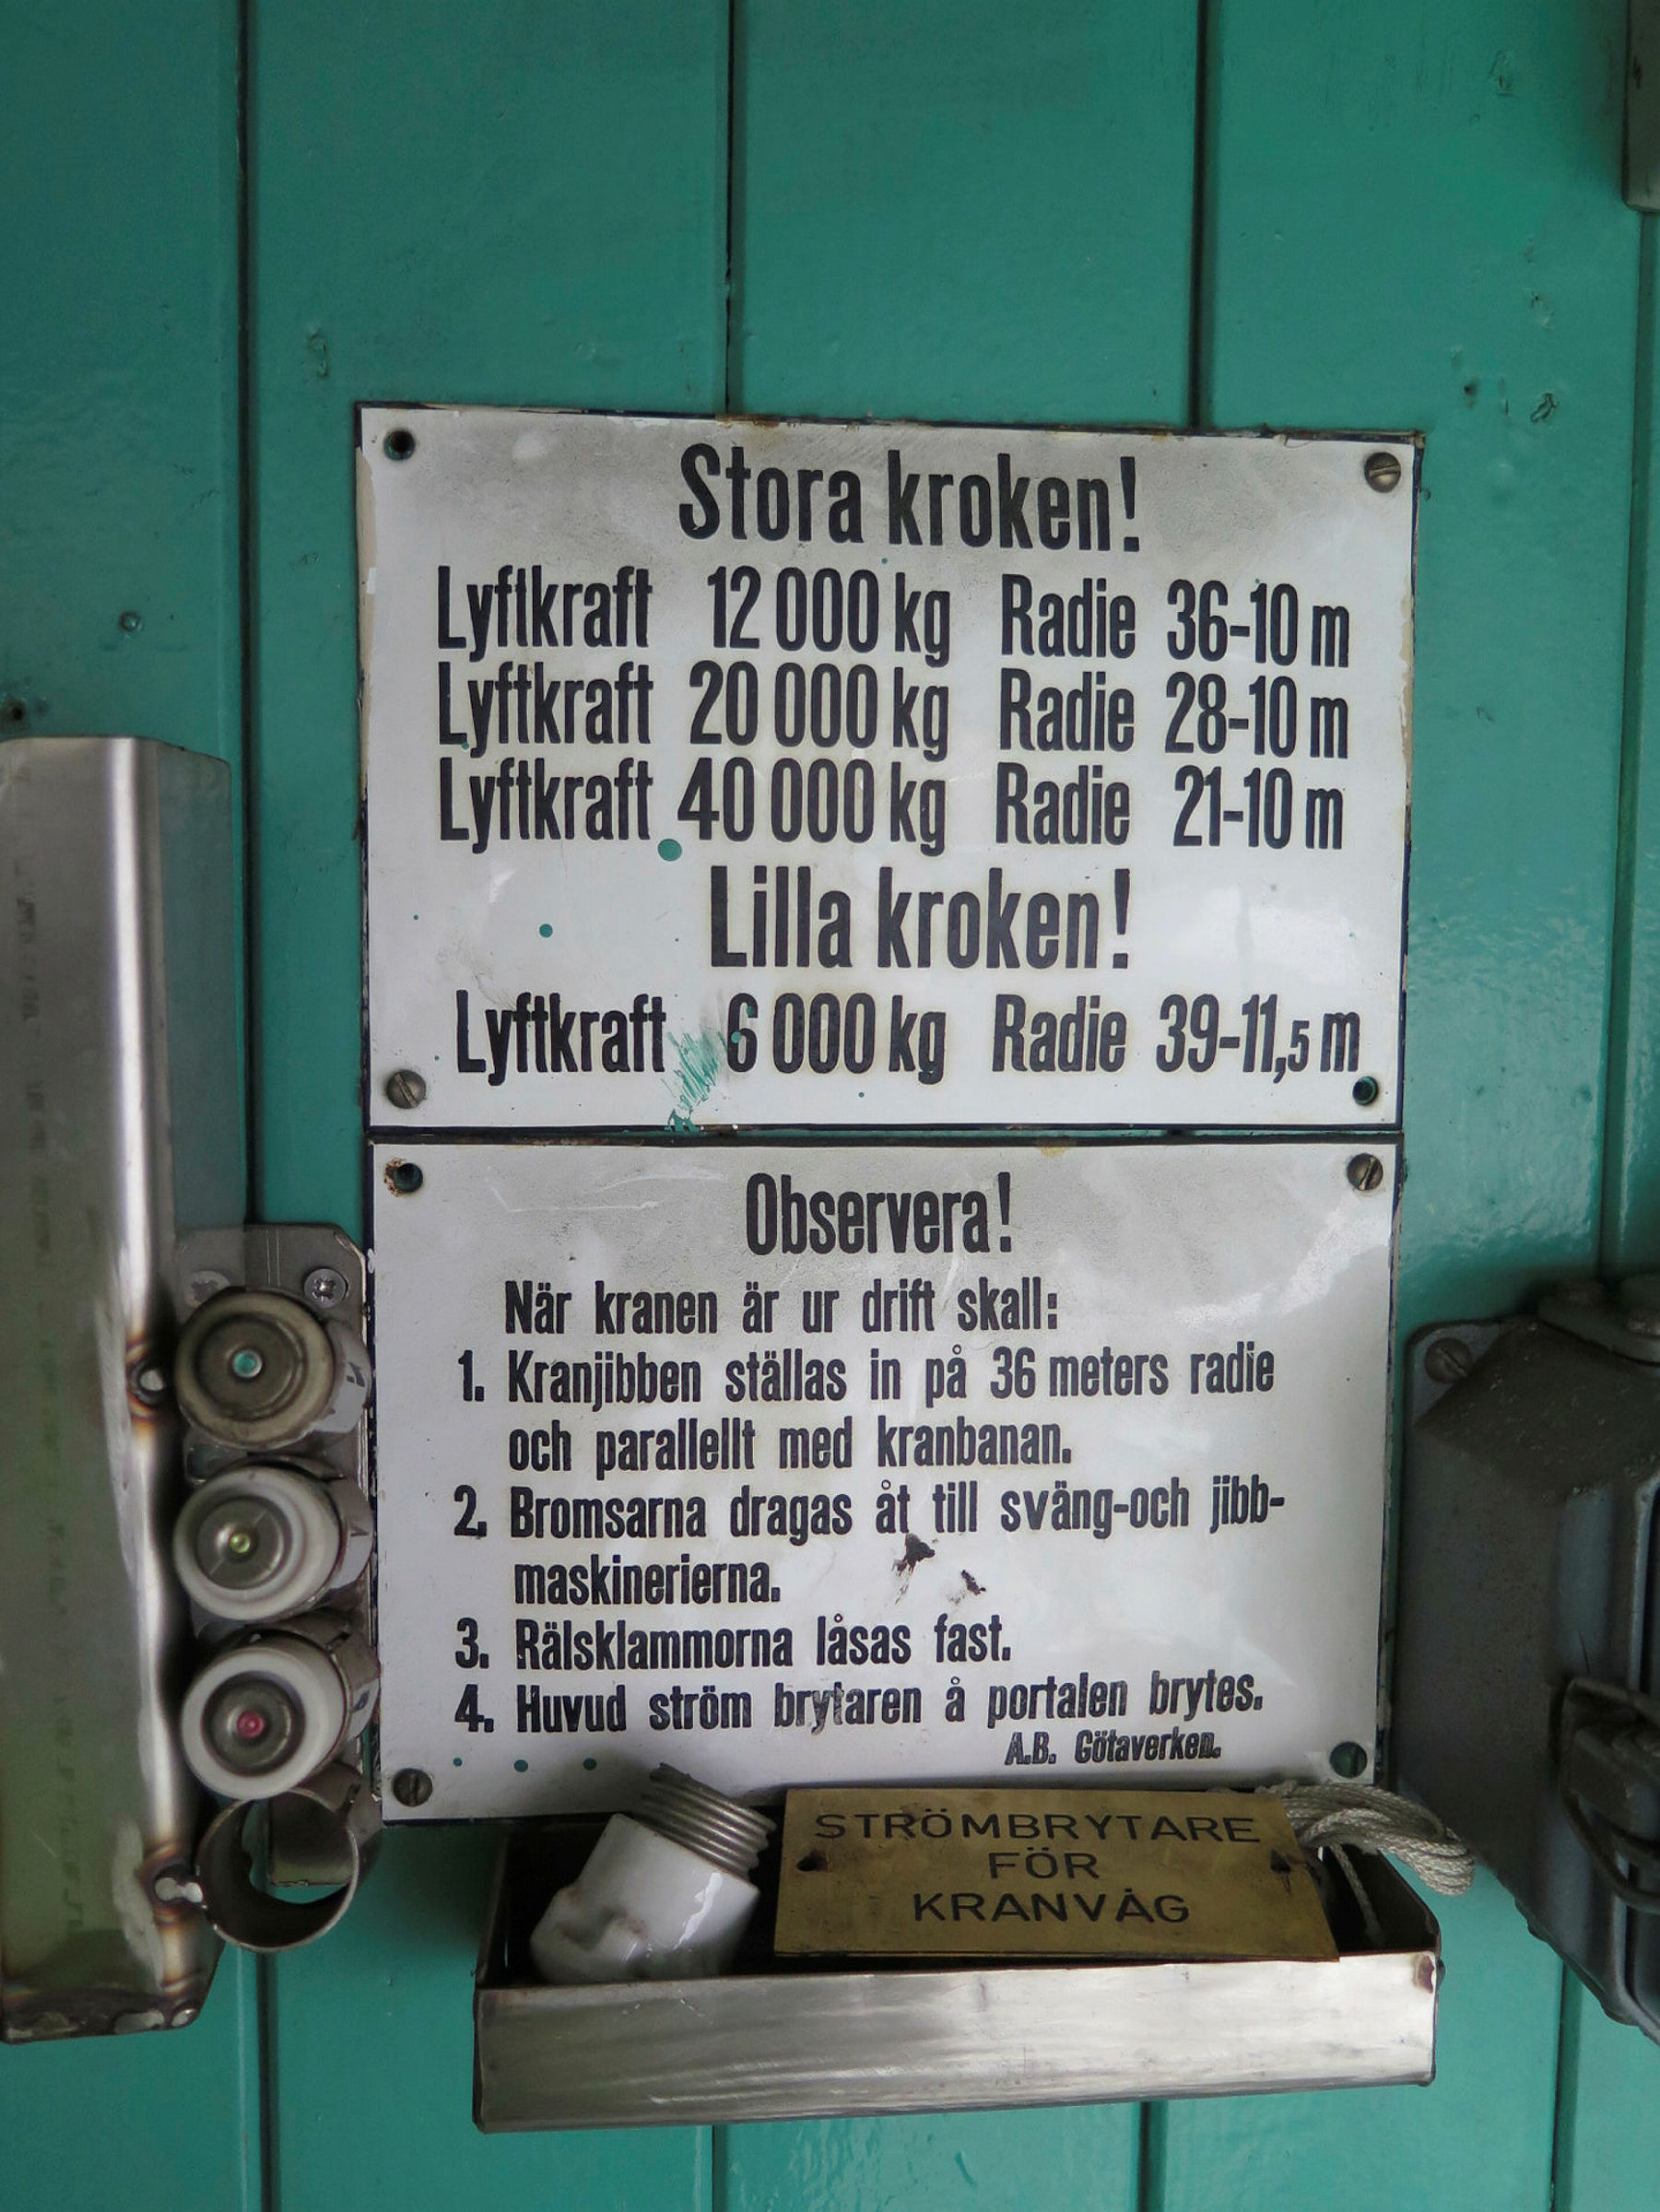 Stora kroken!
Lyftkraft 12 000 kg Radie 36-10 m
Lyftkraft 20 000 kg Radie 28-10 m
Lyftkraft 40 000 kg Radie 21-10 m
Lilla kroken!
Lyftkraft 6 000 kg Radie 39-11,5 m
Observera!
När kranen är ur drift skall:
1. Kranjibben ställas in på 36 meters radie
och parallellt med kranbanan.
2. Bromsarna dragas åt till sväng-och jibb-
maskinerierna.
3. Rälsklammorna låsas fast.
4. Huvud ström brytaren å portalen brytes.
A.B. Götaverken.
STRÖMBRYTARE
FÖR
KRANVÅG